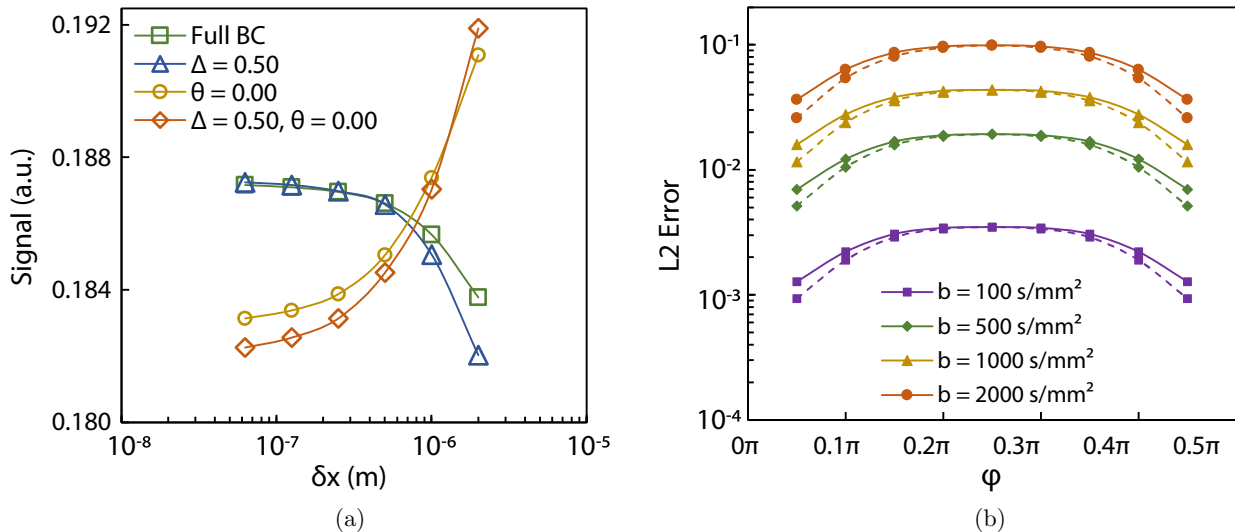 0.192
0.188
0.184
0.180
Signal (a.u.)
Full BC
Δ = 0.50
θ = 0.00
Δ = 0.50, θ = 0.00
10⁻⁸
10⁻⁷
10⁻⁶
10⁻⁵
δx (m)
(a)
10⁻¹
10⁻²
10⁻³
10⁻⁴
L2 Error
b = 100 s/mm²
b = 500 s/mm²
b = 1000 s/mm²
b = 2000 s/mm²
0π
0.1π
0.2π
0.3π
0.4π
0.5π
φ
(b)